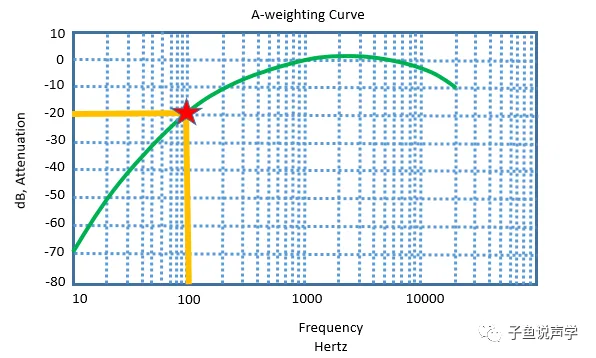 A-weighting Curve
10
0
-10
-20
-30
-40
-50
-60
-70
-80
dB, Attenuation
10 100 1000 10000
Frequency
Hertz
子鱼说声学